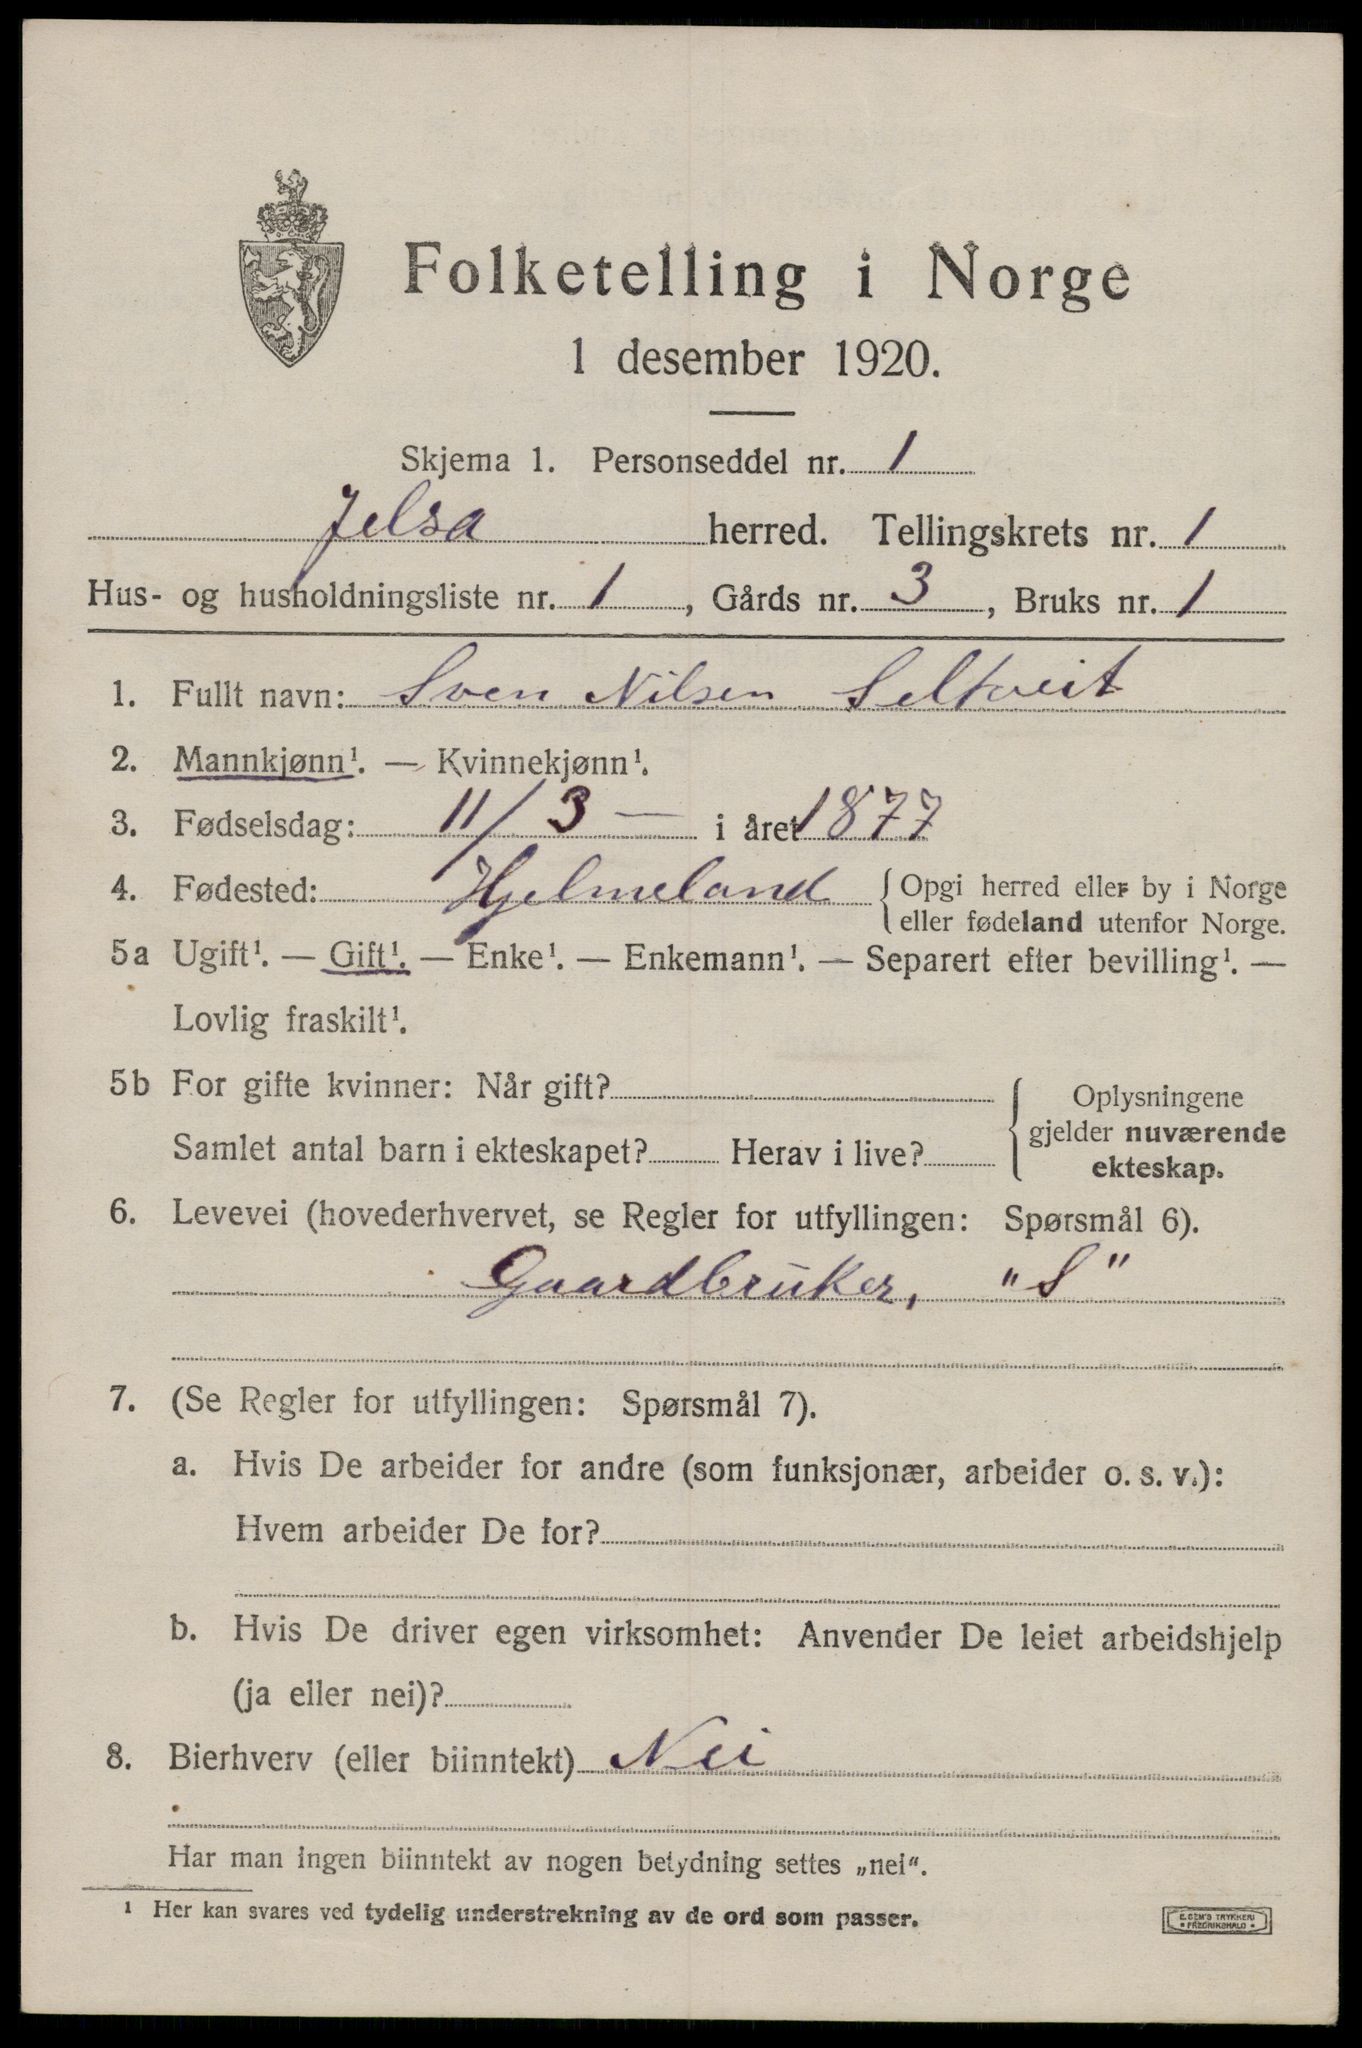 Folketelling i Norge
1 desember 1920.
Skjema 1. Personseddel nr. 1
Jelsa herred. Tellingskrets nr. 1
Hus- og husholdningsliste nr. 1, Gårds nr. 3, Bruks nr. 1
1. Fullt navn: Sven Nilsen Seltveit
2. Mannkjønn¹. — Kvinnekjønn¹.
3. Fødselsdag: 11/3 — i året 1877
4. Fødested: Hjelmeland { Opgi herred eller by i Norge
eller fødeland utenfor Norge.
5a Ugift¹. — Gift¹. — Enke¹. — Enkemann¹. — Separert efter bevilling¹. —
Lovlig fraskilt¹.
5b For gifte kvinner: Når gift? { Oplysningene
gjelder nuværende
Samlet antal barn i ekteskapet? Herav i live?
ekteskap.
6. Levevei (hovederhvervet, se Regler for utfyllingen: Spørsmål 6).
Gaardbruker, "S"
7. (Se Regler for utfyllingen: Spørsmål 7).
a. Hvis De arbeider for andre (som funksjonær, arbeider o. s. v.):
Hvem arbeider De for?
b. Hvis De driver egen virksomhet: Anvender De leiet arbeidshjelp
(ja eller nei)?
8. Bierhverv (eller biinntekt) Nei
Har man ingen biinntekt av nogen betydning settes „nei“.
¹ Her kan svares ved tydelig understrekning av de ord som passer.
E. SEM'S TRYKKERI
• FREDRIKSHALD •